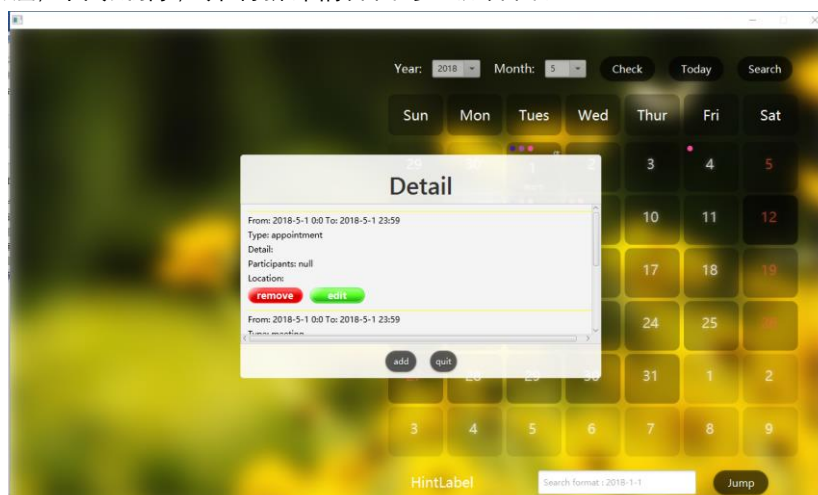 Year: 2018 Month: 5 Check Today Search
Sun Mon Tues Wed Thur Fri Sat
29 1 2 3 4 5
10 11 12
17 18 19
24 25
28 29 30 31 1 2
3 4 5 6 7 8 9
Detail
From: 2018-5-1 0:0 To: 2018-5-1 23:59
Type: appointment
Detail:
Participants: null
Location:
remove edit
From: 2018-5-1 0:0 To: 2018-5-1 23:59
Type: meeting
add quit
HintLabel Search format : 2018-1-1 Jump